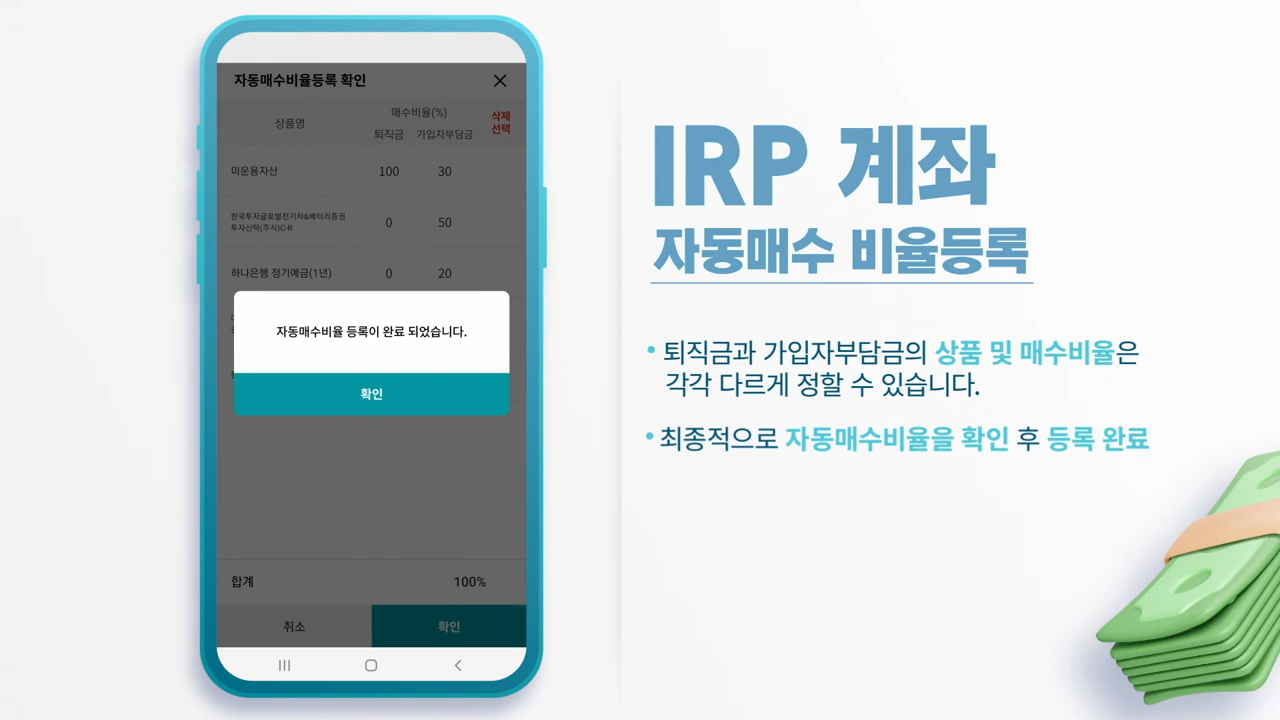 자동매수비율등록 확인
상품명
매수비율(%)
퇴직금
가입자부담금
삭제
선택
미운용자산
100
30
한국투자글로벌전기차&배터리증권
투자신탁(주식)C-R
0
50
하나은행 정기예금(1년)
0
20
자동매수비율 등록이 완료 되었습니다.
확인
합계
100%
취소
확인
IRP 계좌
자동매수 비율등록
• 퇴직금과 가입자부담금의 상품 및 매수비율은
각각 다르게 정할 수 있습니다.
• 최종적으로 자동매수비율을 확인 후 등록 완료